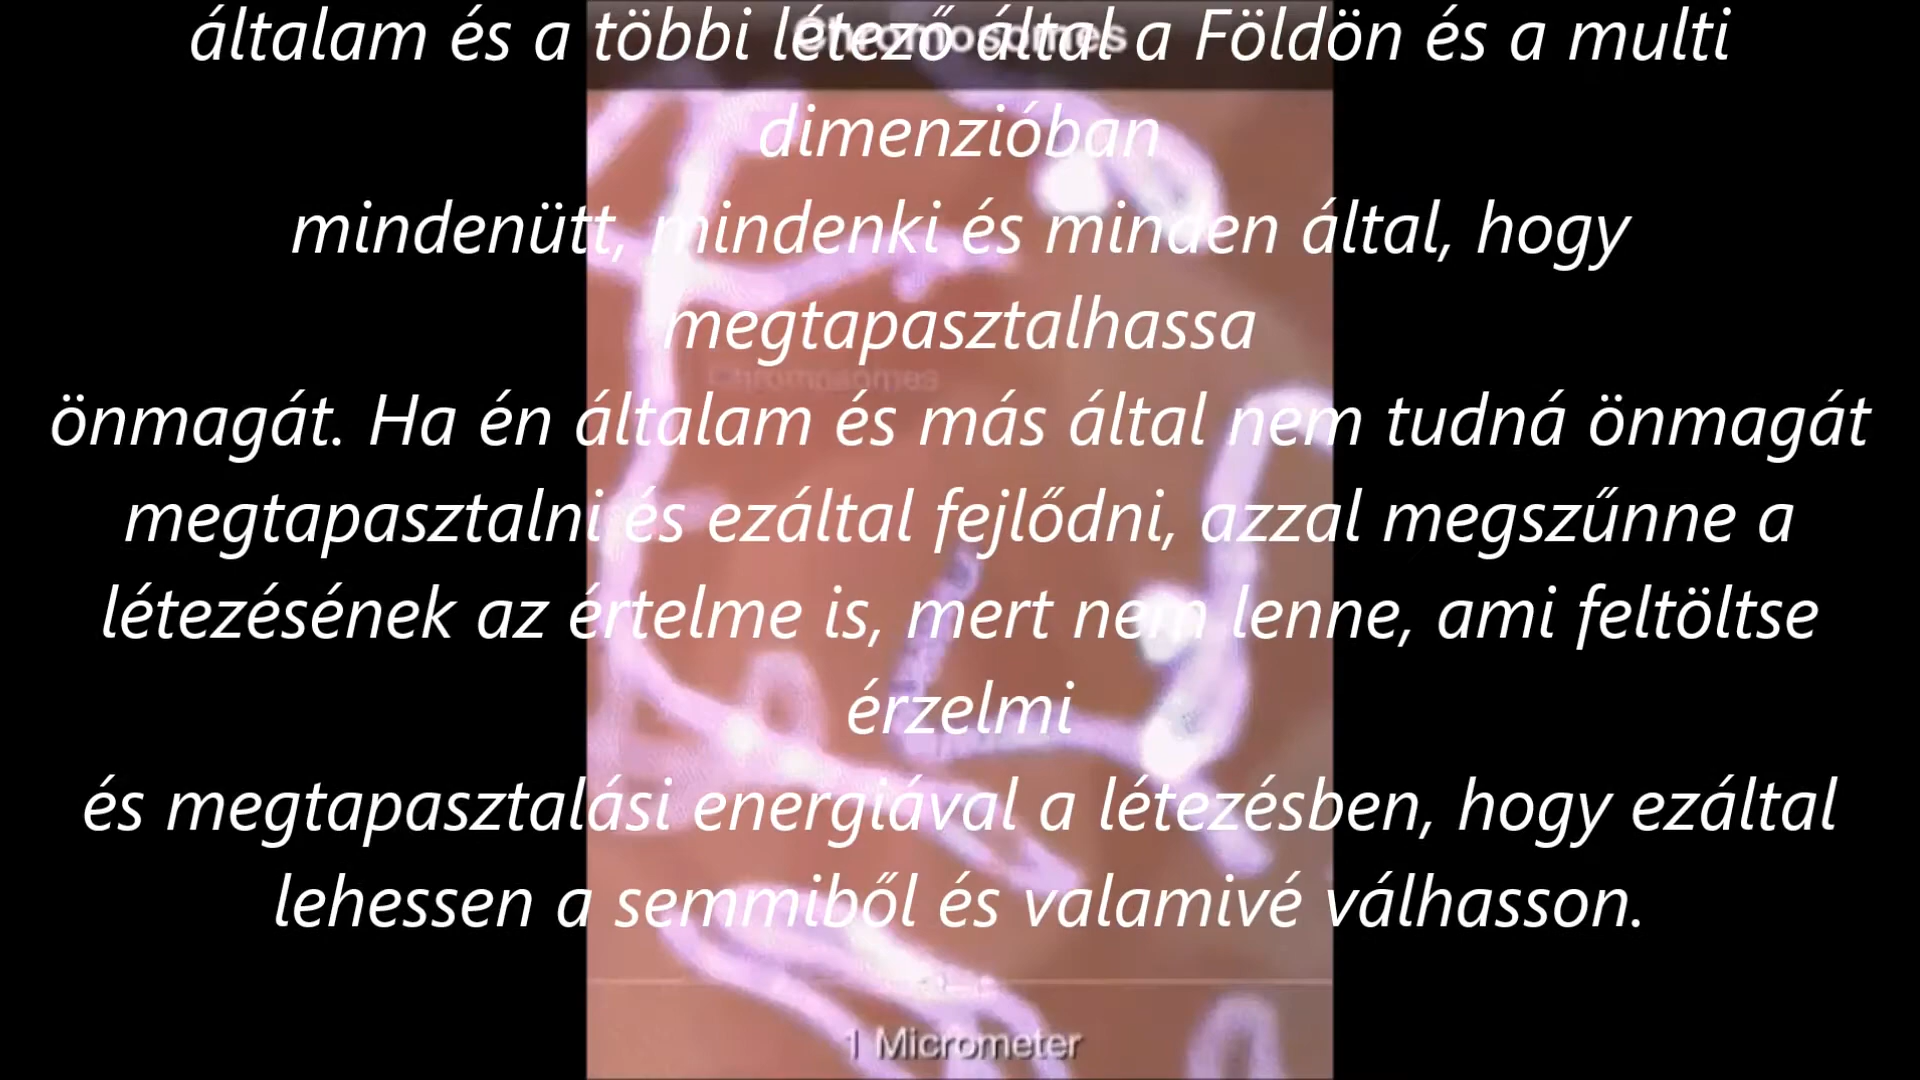 általam és a többi létező által a Földön és a multi
Chromosomes
dimenzióban
mindenütt, mindenki és minden által, hogy
megtapasztalhassa
Chromosomes
önmagát. Ha én általam és más által nem tudná önmagát
megtapasztalni és ezáltal fejlődni, azzal megszűnne a
létezésének az értelme is, mert nem lenne, ami feltöltse
érzelmi
és megtapasztalási energiával a létezésben, hogy ezáltal
lehessen a semmiből és valamivé válhasson.
1 Micrometer